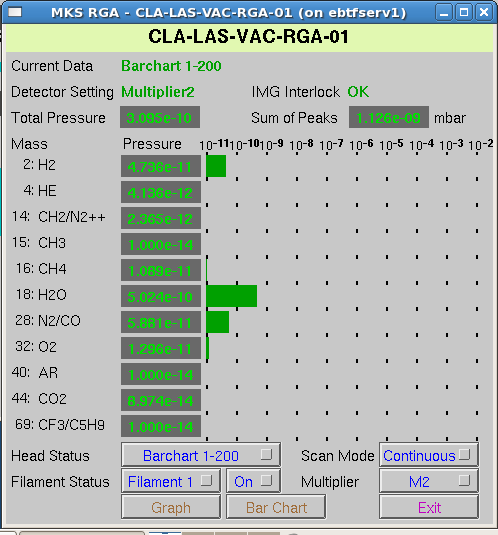 MKS RGA - CLA-LAS-VAC-RGA-01 (on ebtfserv1)
CLA-LAS-VAC-RGA-01
Current Data Barchart 1-200
Detector Setting Multiplier2 IMG Interlock OK
Total Pressure 3.095e-10 Sum of Peaks 1.126e-09 mbar
Mass Pressure 10-11 10-10 10-9 10-8 10-7 10-6 10-5 10-4 10-3 10-2
2: H2 4.736e-11
4: HE 4.136e-12
14: CH2/N2++ 2.365e-12
15: CH3 1.000e-14
16: CH4 1.089e-11
18: H2O 5.024e-10
28: N2/CO 5.881e-11
32: O2 1.296e-11
40: AR 1.000e-14
44: CO2 8.974e-14
69: CF3/C5H9 1.000e-14
Head Status Barchart 1-200 Scan Mode Continuous
Filament Status Filament 1 On Multiplier M2
Graph Bar Chart Exit